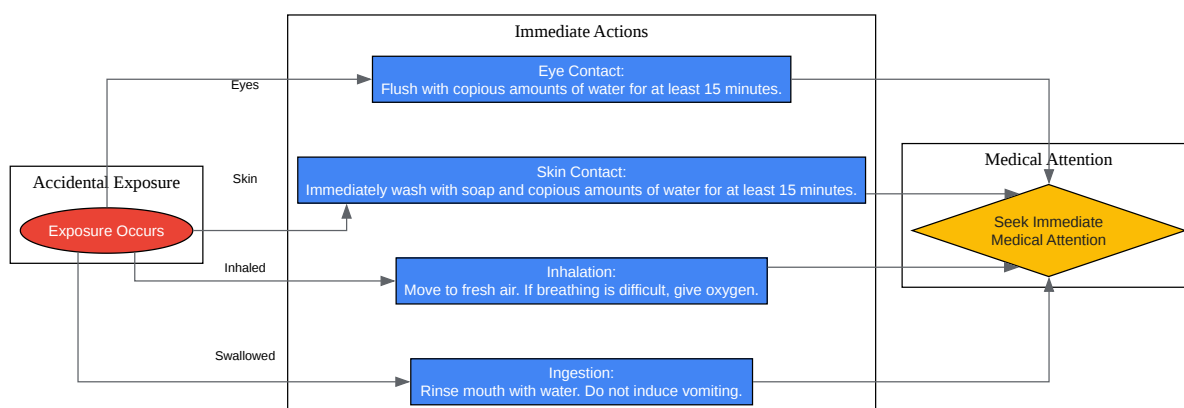 Immediate Actions
Eye Contact:
Flush with copious amounts of water for at least 15 minutes.
Eyes
Skin Contact:
Immediately wash with soap and copious amounts of water for at least 15 minutes.
Skin
Medical Attention
Accidental Exposure
Exposure Occurs
Seek Immediate
Medical Attention
Inhaled
Inhalation:
Move to fresh air. If breathing is difficult, give oxygen.
Swallowed
Ingestion:
Rinse mouth with water. Do not induce vomiting.